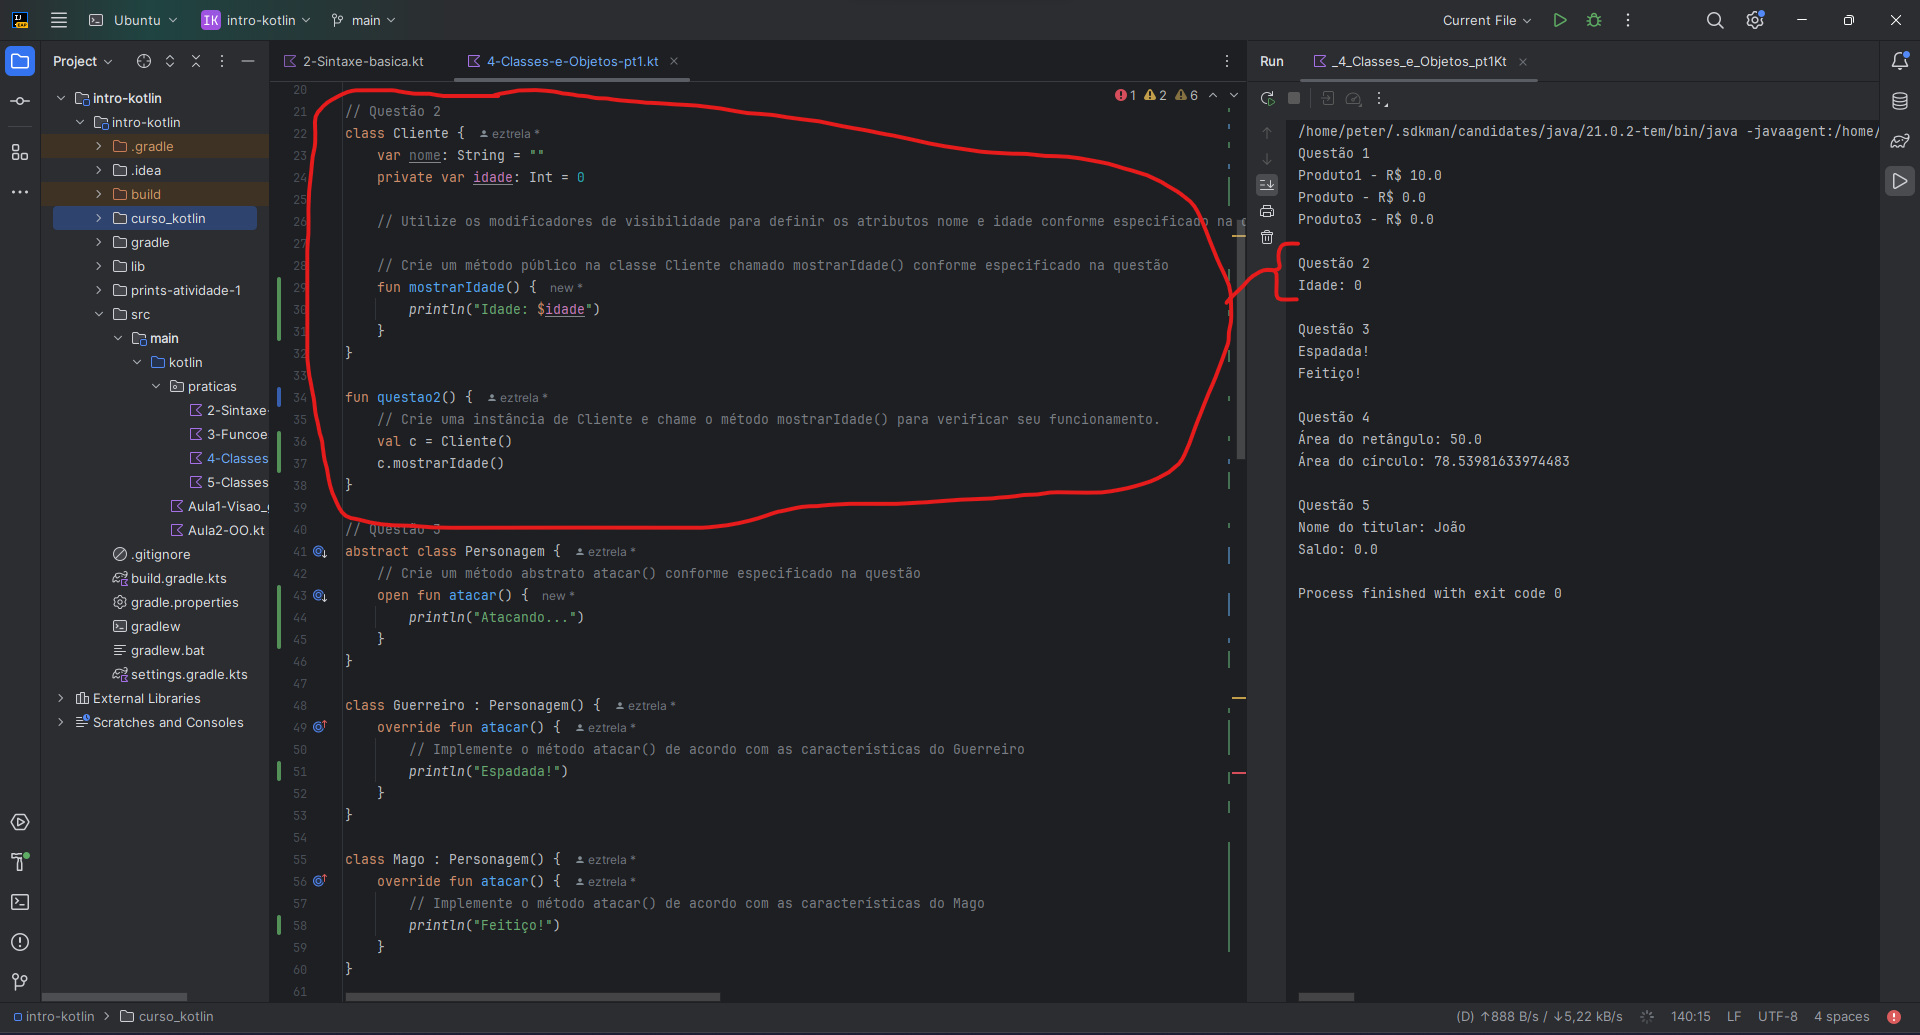 Ubuntu
IK intro-kotlin
main
Current File
Project
2-Sintaxe-basica.kt
4-Classes-e-Objetos-pt1.kt
Run
_4_Classes_e_Objetos_pt1Kt
intro-kotlin
intro-kotlin
.gradle
.idea
build
curso_kotlin
gradle
lib
prints-atividade-1
src
main
kotlin
praticas
2-Sintaxe-
3-Funcoe
4-Classes
5-Classes
Aula1-Visao_
Aula2-OO.kt
.gitignore
build.gradle.kts
gradle.properties
gradlew
gradlew.bat
settings.gradle.kts
External Libraries
Scratches and Consoles
1 2 6
20
21 // Questão 2
22 class Cliente { eztrela *
23 var nome: String = ""
24 private var idade: Int = 0
25
26 // Utilize os modificadores de visibilidade para definir os atributos nome e idade conforme especificado na
27
28 // Crie um método público na classe Cliente chamado mostrarIdade() conforme especificado na questão
29 fun mostrarIdade() { new *
30 println("Idade: $idade")
31 }
32 }
33
34 fun questao2() { eztrela *
35 // Crie uma instância de Cliente e chame o método mostrarIdade() para verificar seu funcionamento.
36 val c = Cliente()
37 c.mostrarIdade()
38 }
39
40 // Questão 3
41 abstract class Personagem { eztrela *
42 // Crie um método abstrato atacar() conforme especificado na questão
43 open fun atacar() { new *
44 println("Atacando...")
45 }
46 }
47
48 class Guerreiro : Personagem() { eztrela *
49 override fun atacar() { eztrela *
50 // Implemente o método atacar() de acordo com as características do Guerreiro
51 println("Espadada!")
52 }
53 }
54
55 class Mago : Personagem() { eztrela *
56 override fun atacar() { eztrela *
57 // Implemente o método atacar() de acordo com as características do Mago
58 println("Feitiço!")
59 }
60 }
61
/home/peter/.sdkman/candidates/java/21.0.2-tem/bin/java -javaagent:/home/
Questão 1
Produto1 - R$ 10.0
Produto - R$ 0.0
Produto3 - R$ 0.0
Questão 2
Idade: 0
Questão 3
Espadada!
Feitiço!
Questão 4
Área do retângulo: 50.0
Área do círculo: 78.53981633974483
Questão 5
Nome do titular: João
Saldo: 0.0
Process finished with exit code 0
intro-kotlin > curso_kotlin
(D) ↑888 B/s / ↓5,22 kB/s 140:15 LF UTF-8 4 spaces